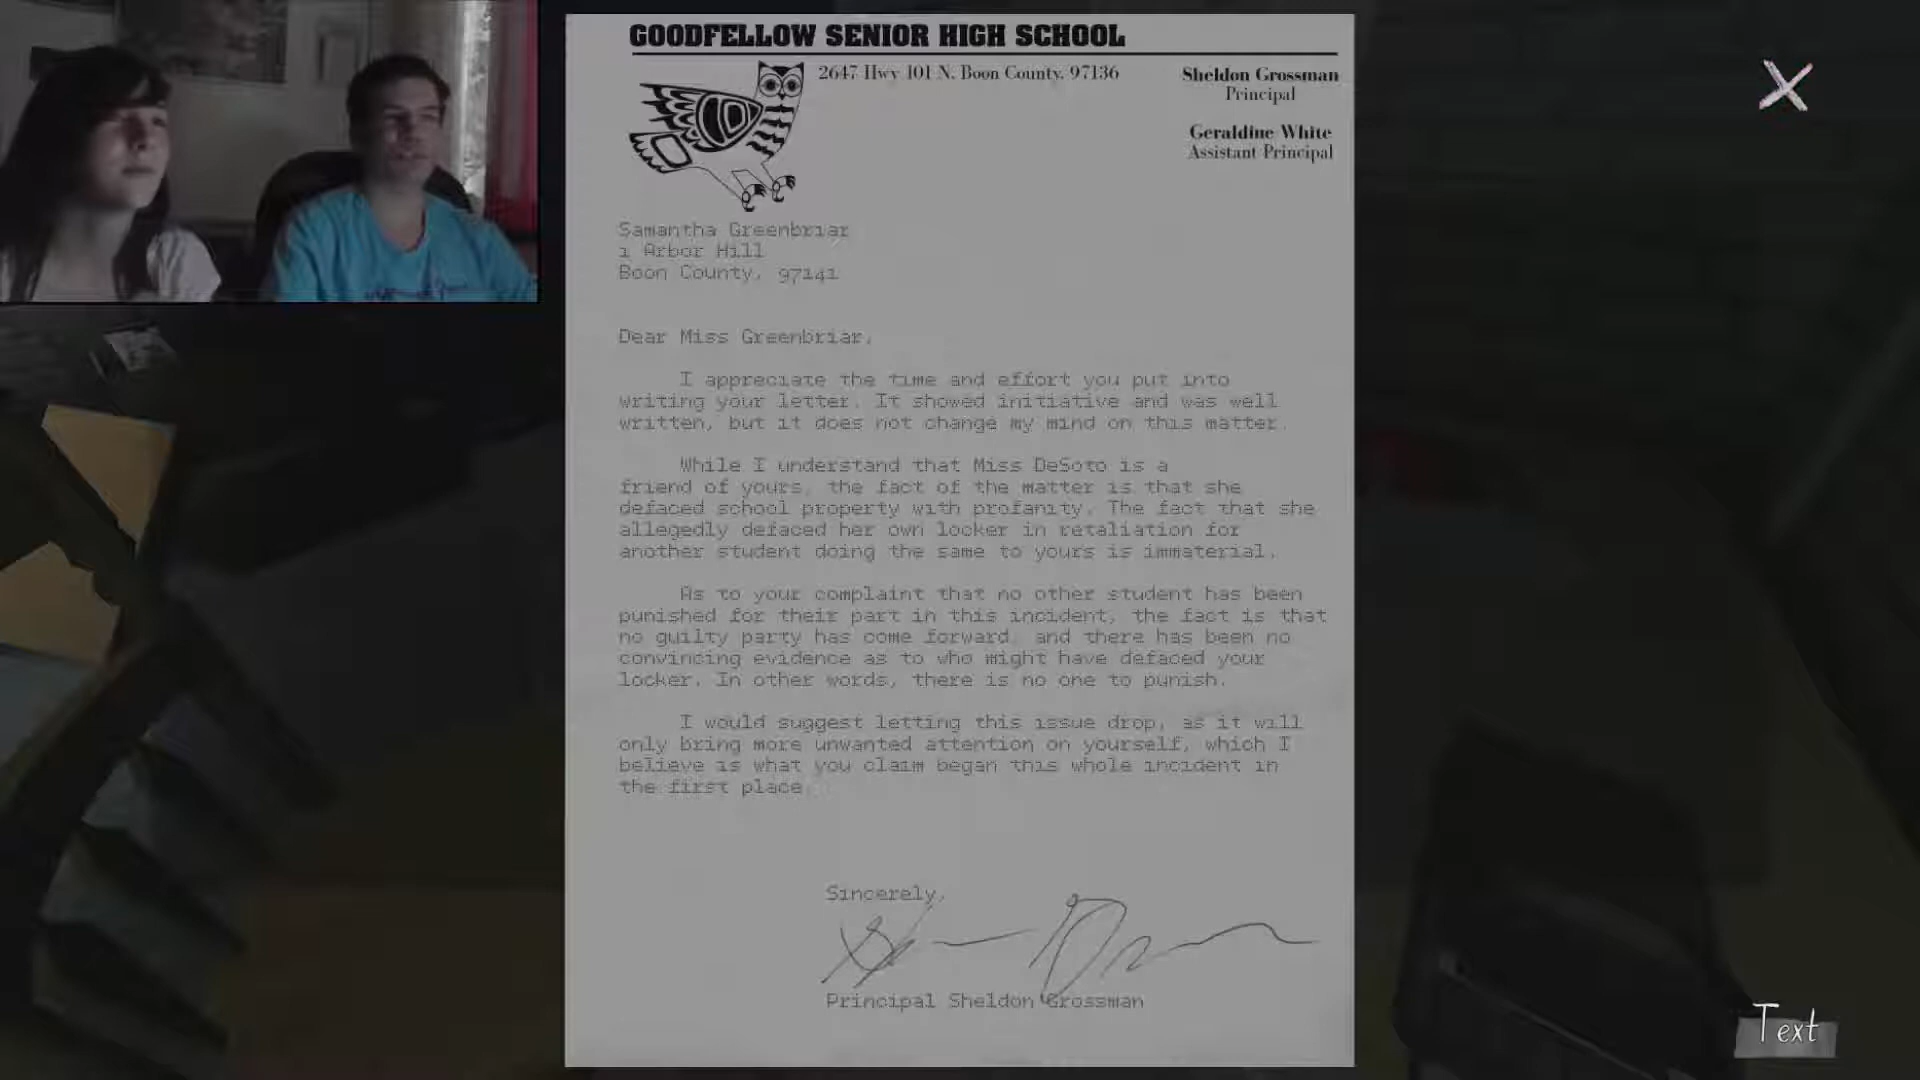 GOODFELLOW SENIOR HIGH SCHOOL
2647 Hwy 101 N. Boon County, 97136
Sheldon Grossman
Principal
Geraldine White
Assistant Principal
Samantha Greenbriar
1 Arbor Hill
Boon County, 97141
Dear Miss Greenbriar,
I appreciate the time and effort you put into
writing your letter. It showed initiative and was well
written, but it does not change my mind on this matter.
While I understand that Miss DeSoto is a
friend of yours, the fact of the matter is that she
defaced school property with profanity. The fact that she
allegedly defaced her own locker in retaliation for
another student doing the same to yours is immaterial.
As to your complaint that no other student has been
punished for their part in this incident, the fact is that
no guilty party has come forward, and there has been no
convincing evidence as to who might have defaced your
locker. In other words, there is no one to punish.
I would suggest letting this issue drop, as it will
only bring more unwanted attention on yourself, which I
believe is what you claim began this whole incident in
the first place.
Sincerely,
Principal Sheldon Grossman
Text